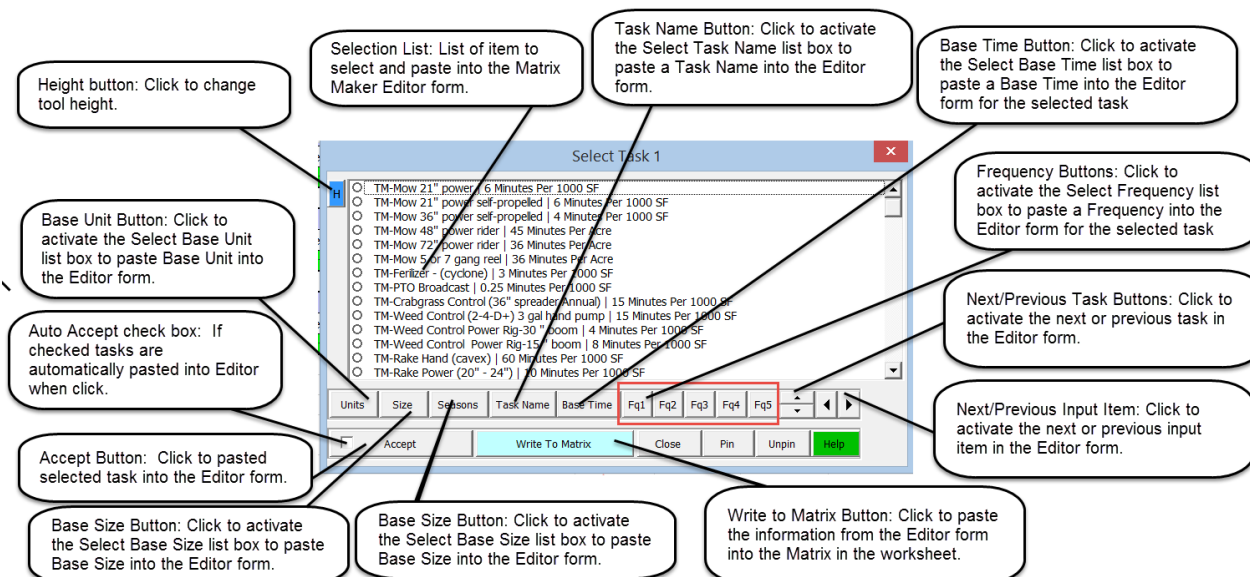 Task Name Button: Click to activate
the Select Task Name list box to
paste a Task Name into the Editor
form.
Base Time Button: Click to activate
the Select Base Time list box to
paste a Base Time into the Editor
form for the selected task
Selection List: List of item to
select and paste into the Matrix
Maker Editor form.
Height button: Click to change
tool height.
Frequency Buttons: Click to
activate the Select Frequency list
box to paste a Frequency into the
Editor form for the selected task
Base Unit Button: Click to
activate the Select Base Unit
list box to paste Base Unit into
the Editor form.
Next/Previous Task Buttons: Click to
activate the next or previous task in
the Editor form.
Auto Accept check box: If
checked tasks are
automatically pasted into Editor
when click.
Next/Previous Input Item: Click to
activate the next or previous input
item in the Editor form.
Accept Button: Click to pasted
selected task into the Editor form.
Base Size Button: Click to activate
the Select Base Size list box to paste
Base Size into the Editor form.
Base Size Button: Click to activate
the Select Base Size list box to paste
Base Size into the Editor form.
Write to Matrix Button: Click to paste
the information from the Editor form
into the Matrix in the worksheet.
Select Task 1
H
TM-Mow 21" power | 6 Minutes Per 1000 SF
TM-Mow 21" power self-propelled | 6 Minutes Per 1000 SF
TM-Mow 36" power self-propelled | 4 Minutes Per 1000 SF
TM-Mow 48" power rider | 45 Minutes Per Acre
TM-Mow 72" power rider | 36 Minutes Per Acre
TM-Mow 5 or 7 gang reel | 36 Minutes Per Acre
TM-Ferilizer - (cyclone) | 3 Minutes Per 1000 SF
TM-PTO Broadcast | 0.25 Minutes Per 1000 SF
TM-Crabgrass Control (36" spreader Annual) | 15 Minutes Per 1000 SF
TM-Weed Control (2-4-D+) 3 gal hand pump | 15 Minutes Per 1000 SF
TM-Weed Control Power Rig-30 " boom | 4 Minutes Per 1000 SF
TM-Weed Control Power Rig-15 " boom | 8 Minutes Per 1000 SF
TM-Rake Hand (cavex) | 60 Minutes Per 1000 SF
TM-Rake Power (20" - 24") | 10 Minutes Per 1000 SF
Units Size Seasons Task Name Base Time Fq1 Fq2 Fq3 Fq4 Fq5
Accept Write To Matrix Close Pin Unpin Help